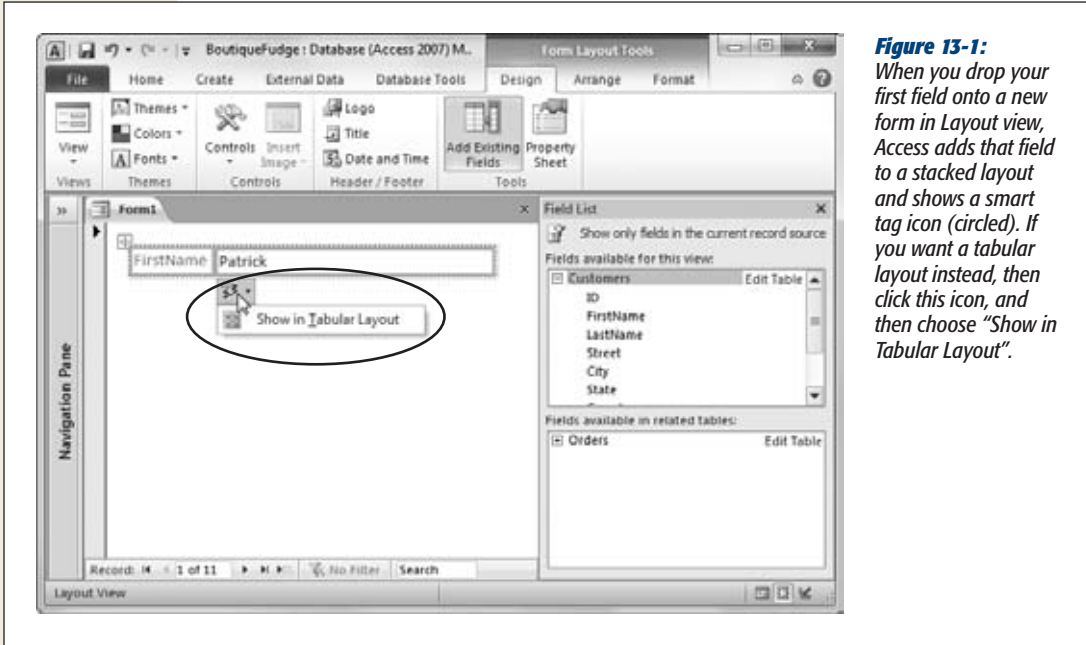 BoutiqueFudge : Database (Access 2007) M..
Form Layout Tools
File Home Create External Data Database Tools Design Arrange Format
View
Views
Themes
Colors
Fonts
Themes
Controls
Insert Image
Controls
Logo
Title
Date and Time
Header / Footer
Add Existing Fields
Property Sheet
Tools
Form1
FirstName Patrick
Show in Tabular Layout
Navigation Pane
Field List
Show only fields in the current record source
Fields available for this view:
Customers Edit Table
ID
FirstName
LastName
Street
City
State
Fields available in related tables:
Orders Edit Table
Record: 1 of 11 No Filter Search
Layout View
Figure 13-1:
When you drop your
first field onto a new
form in Layout view,
Access adds that field
to a stacked layout
and shows a smart
tag icon (circled). If
you want a tabular
layout instead, then
click this icon, and
then choose “Show in
Tabular Layout”.